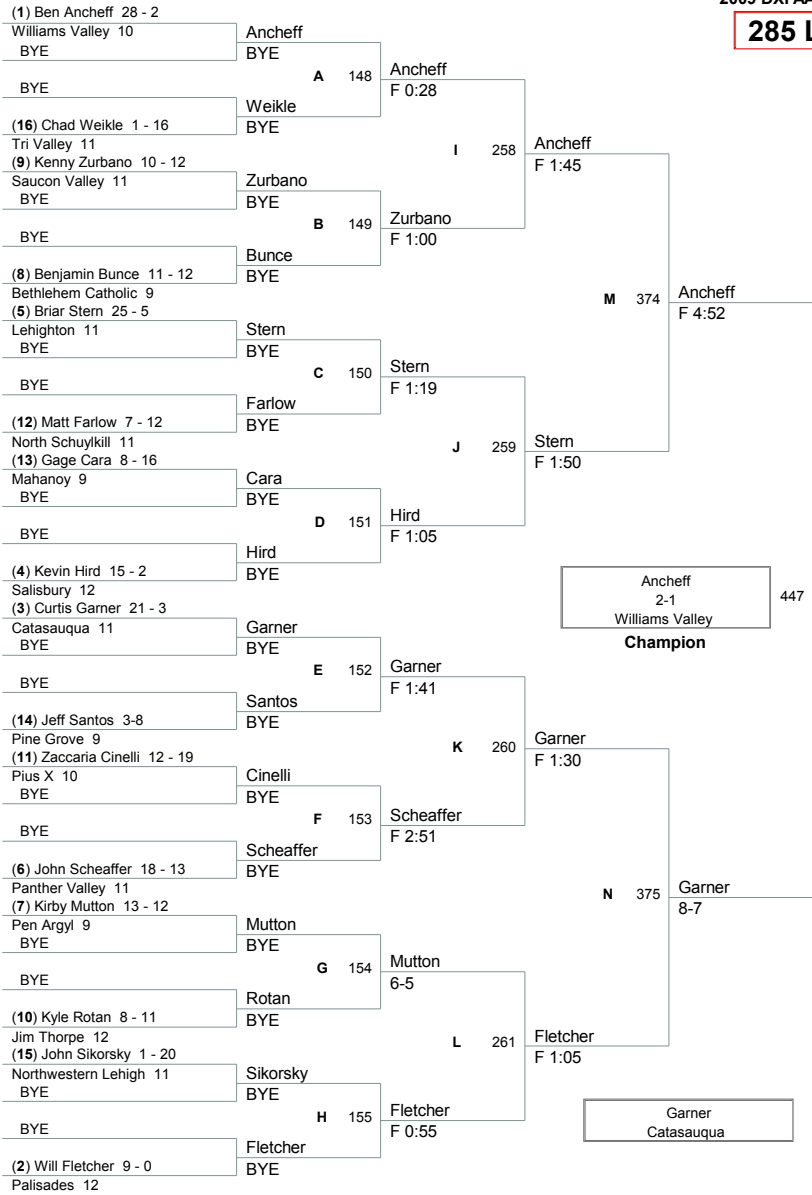 2009 DXI AA
285 L
(1) Ben Ancheff 28 - 2
Williams Valley 10
BYE
BYE
(16) Chad Weikle 1 - 16
Tri Valley 11
(9) Kenny Zurbano 10 - 12
Saucon Valley 11
BYE
BYE
(8) Benjamin Bunce 11 - 12
Bethlehem Catholic 9
(5) Briar Stern 25 - 5
Lehighton 11
BYE
BYE
(12) Matt Farlow 7 - 12
North Schuylkill 11
(13) Gage Cara 8 - 16
Mahanoy 9
BYE
BYE
(4) Kevin Hird 15 - 2
Salisbury 12
(3) Curtis Garner 21 - 3
Catasauqua 11
BYE
BYE
(14) Jeff Santos 3-8
Pine Grove 9
(11) Zaccaria Cinelli 12 - 19
Pius X 10
BYE
BYE
(6) John Scheaffer 18 - 13
Panther Valley 11
(7) Kirby Mutton 13 - 12
Pen Argyl 9
BYE
BYE
(10) Kyle Rotan 8 - 11
Jim Thorpe 12
(15) John Sikorsky 1 - 20
Northwestern Lehigh 11
BYE
BYE
(2) Will Fletcher 9 - 0
Palisades 12
Ancheff
BYE
A 148
Weikle
BYE
Zurbano
BYE
B 149
Bunce
BYE
Stern
BYE
C 150
Farlow
BYE
Cara
BYE
D 151
Hird
BYE
Garner
BYE
E 152
Santos
BYE
Cinelli
BYE
F 153
Scheaffer
BYE
Mutton
BYE
G 154
Rotan
BYE
Sikorsky
BYE
H 155
Fletcher
BYE
Ancheff
F 0:28
I 258
Zurbano
F 1:00
Stern
F 1:19
J 259
Hird
F 1:05
Garner
F 1:41
K 260
Scheaffer
F 2:51
Mutton
6-5
L 261
Fletcher
F 0:55
Ancheff
F 1:45
M 374
Stern
F 1:50
Garner
F 1:30
N 375
Fletcher
F 1:05
Ancheff
F 4:52
Garner
8-7
Ancheff
2-1
Williams Valley
447
Champion
Garner
Catasauqua